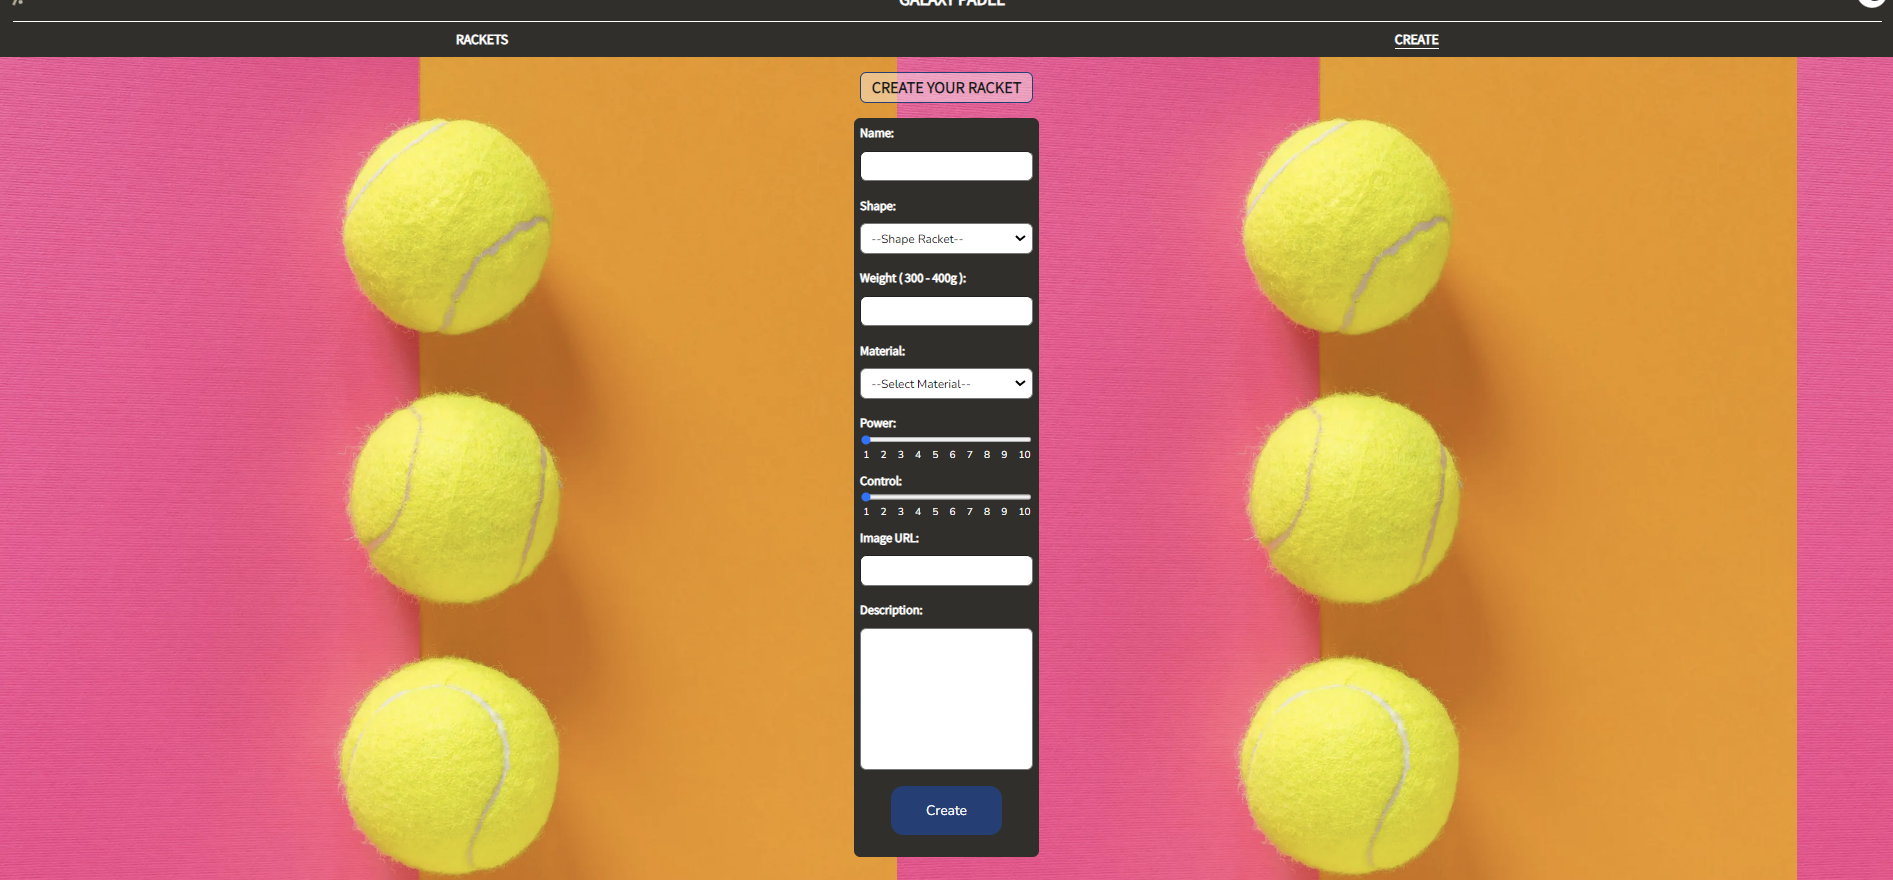 GALAXY PADEL
RACKETS
CREATE
CREATE YOUR RACKET
Name:
Shape:
--Shape Racket--
Weight ( 300 - 400g ):
Material:
--Select Material--
Power:
1 2 3 4 5 6 7 8 9 10
Control:
1 2 3 4 5 6 7 8 9 10
Image URL:
Description:
Create